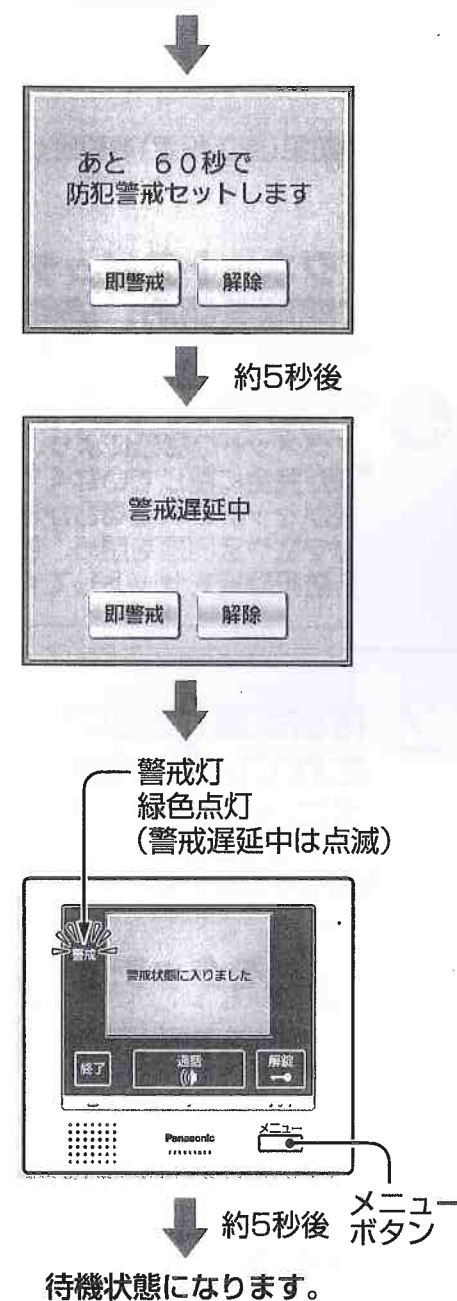 あと　60秒で
防犯警戒セットします
即警戒　解除
約5秒後
警戒遅延中
即警戒　解除
警戒灯
緑色点灯
(警戒遅延中は点滅)
警戒
警戒状態に入りました
終了　通話　解錠
Panasonic　メニュー
メニュー
ボタン
約5秒後
待機状態になります。